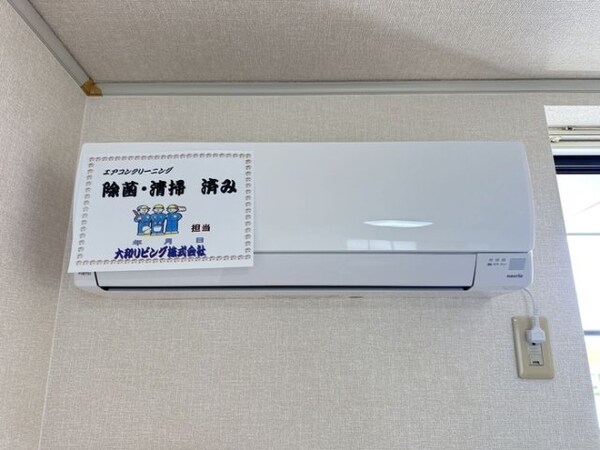 エアコンクリーニング
除菌・清掃 済み
担当
年 月 日
大和リビング株式会社